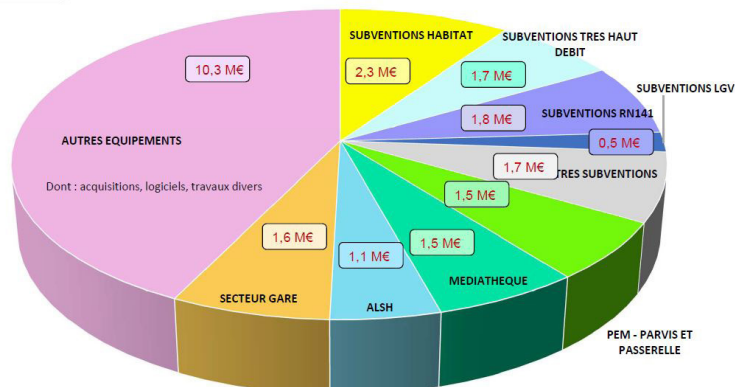 SUBVENTIONS HABITAT
2,3 M€
SUBVENTIONS TRES HAUT
DEBIT
1,7 M€
SUBVENTIONS RN141
1,8 M€
SUBVENTIONS LGV
0,5 M€
TRES SUBVENTIONS
1,7 M€
PEM - PARVIS ET
PASSERELLE
1,5 M€
MEDIATHEQUE
1,5 M€
ALSH
1,1 M€
SECTEUR GARE
1,6 M€
10,3 M€
AUTRES EQUIPEMENTS
Dont : acquisitions, logiciels, travaux divers